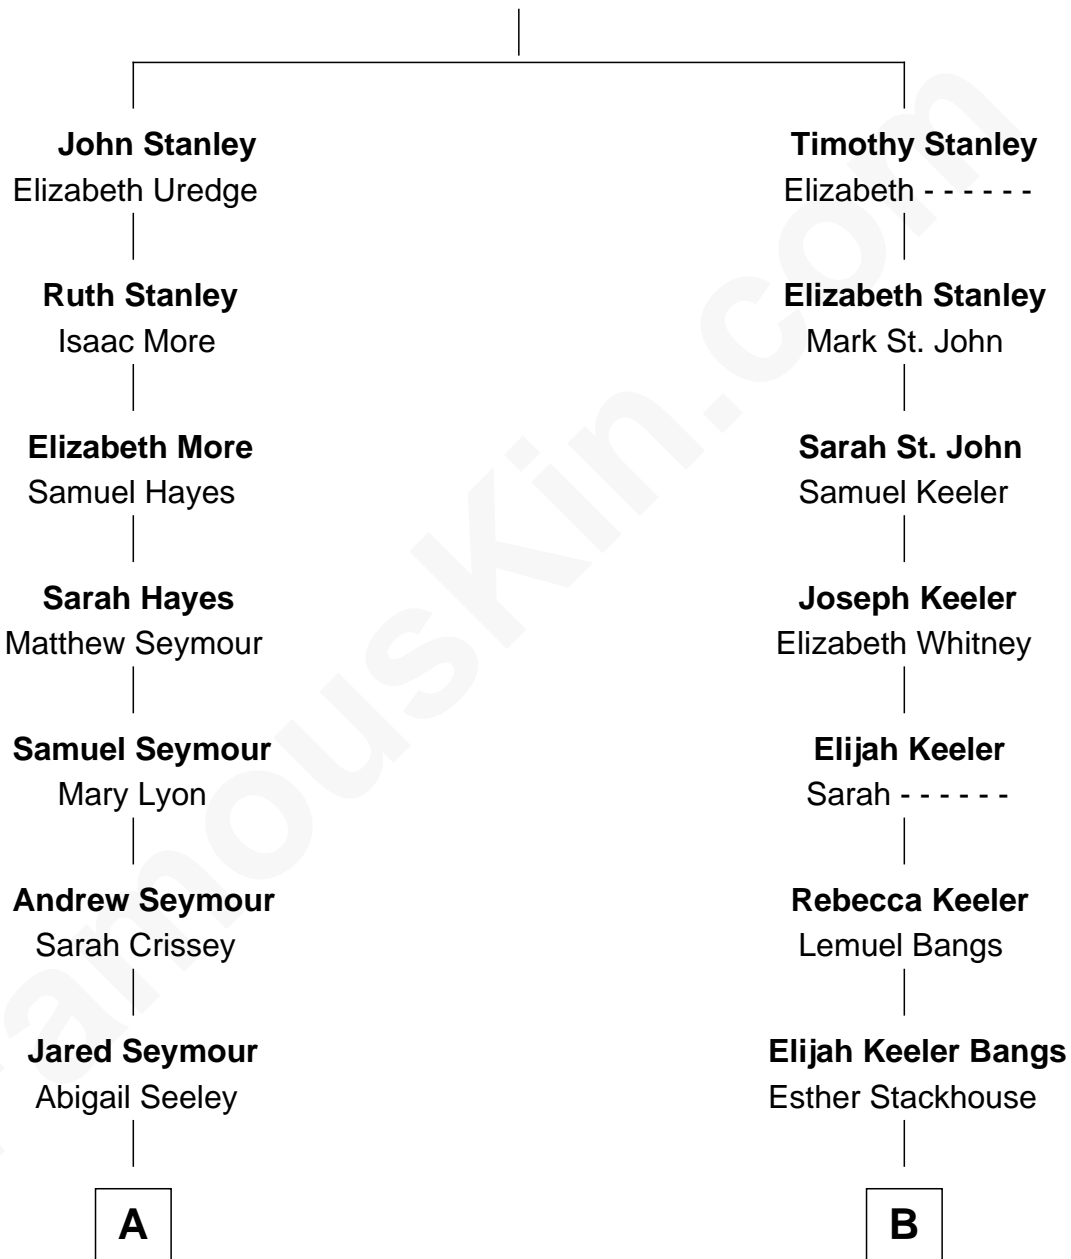 John Stanley
Elizabeth Uredge
Timothy Stanley
Elizabeth - - - - - -
Ruth Stanley
Isaac More
Elizabeth Stanley
Mark St. John
Elizabeth More
Samuel Hayes
Sarah St. John
Samuel Keeler
Sarah Hayes
Matthew Seymour
Joseph Keeler
Elizabeth Whitney
Samuel Seymour
Mary Lyon
Elijah Keeler
Sarah - - - - - -
Andrew Seymour
Sarah Crissey
Rebecca Keeler
Lemuel Bangs
Jared Seymour
Abigail Seeley
Elijah Keeler Bangs
Esther Stackhouse
A
B
FamousKin.com